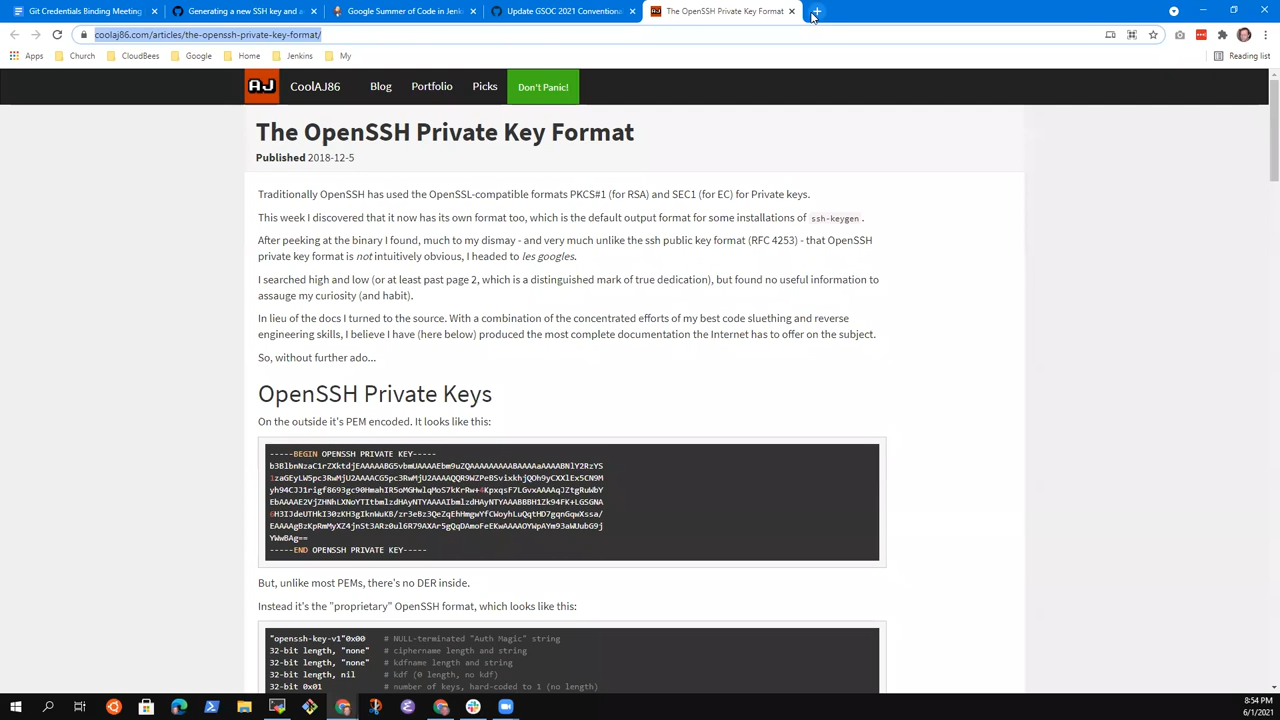 Git Credentials Binding Meeting
Generating a new SSH key and a
Google Summer of Code in Jenki
Update GSOC 2021 Conventiona
The OpenSSH Private Key Format
coolaj86.com/articles/the-openssh-private-key-format/
Apps
Church
CloudBees
Google
Home
Jenkins
My
Reading list
AJ
CoolAJ86
Blog
Portfolio
Picks
Don't Panic!
The OpenSSH Private Key Format
Published 2018-12-5
Traditionally OpenSSH has used the OpenSSL-compatible formats PKCS#1 (for RSA) and SEC1 (for EC) for Private keys.
This week I discovered that it now has its own format too, which is the default output format for some installations of ssh-keygen.
After peeking at the binary I found, much to my dismay - and very much unlike the ssh public key format (RFC 4253) - that OpenSSH
private key format is not intuitively obvious, I headed to les googles.
I searched high and low (or at least past page 2, which is a distinguished mark of true dedication), but found no useful information to
assauge my curiosity (and habit).
In lieu of the docs I turned to the source. With a combination of the concentrated efforts of my best code sluething and reverse
engineering skills, I believe I have (here below) produced the most complete documentation the Internet has to offer on the subject.
So, without further ado...
OpenSSH Private Keys
On the outside it's PEM encoded. It looks like this:
-----BEGIN OPENSSH PRIVATE KEY-----
YWwBAg==
-----END OPENSSH PRIVATE KEY-----
But, unlike most PEMs, there's no DER inside.
Instead it's the "proprietary" OpenSSH format, which looks like this:
"openssh-key-v1"0x00 # NULL-terminated "Auth Magic" string
32-bit length, "none" # ciphername length and string
32-bit length, "none" # kdfname length and string
32-bit length, nil # kdf (0 length, no kdf)
32-bit 0x01 # number of keys, hard-coded to 1 (no length)
8:54 PM
6/1/2021